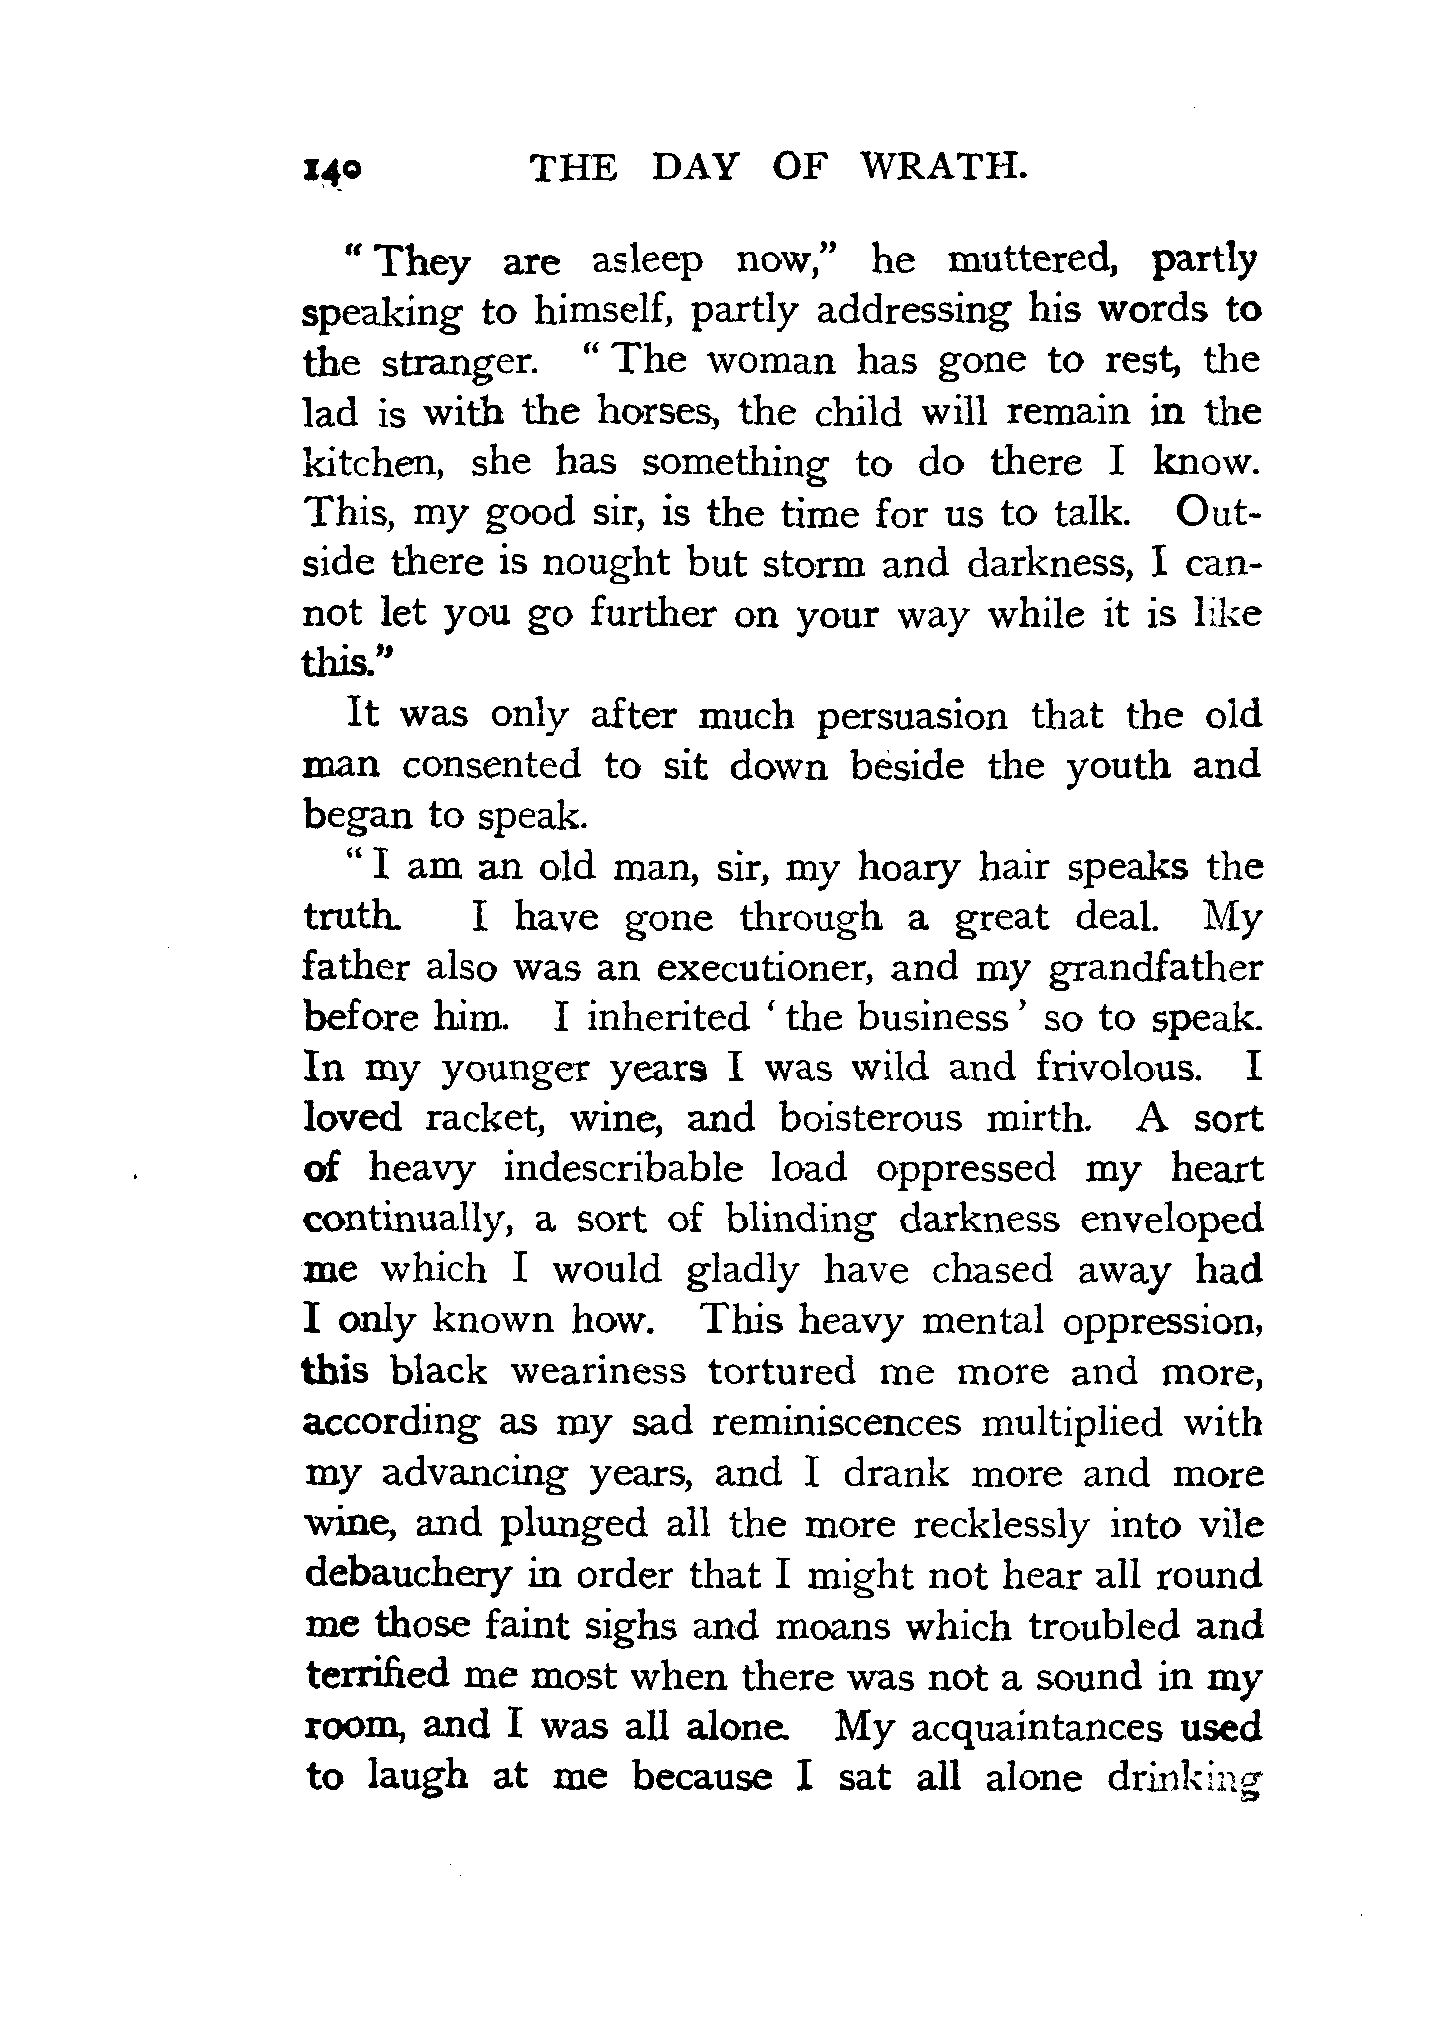 140 THE DAY OF WRATH.
“ They are asleep now,” he muttered, partly
speaking to himself, partly addressing his words to
the stranger. “ The woman has gone to rest, the
lad is with the horses, the child will remain in the
kitchen, she has something to do there I know.
This, my good sir, is the time for us to talk. Out-
side there is nought but storm and darkness, I can-
not let you go further on your way while it is like
this.”
It was only after much persuasion that the old
man consented to sit down beside the youth and
began to speak.
“ I am an old man, sir, my hoary hair speaks the
truth. I have gone through a great deal. My
father also was an executioner, and my grandfather
before him. I inherited ‘ the business ’ so to speak.
In my younger years I was wild and frivolous. I
loved racket, wine, and boisterous mirth. A sort
of heavy indescribable load oppressed my heart
continually, a sort of blinding darkness enveloped
me which I would gladly have chased away had
I only known how. This heavy mental oppression,
this black weariness tortured me more and more,
according as my sad reminiscences multiplied with
my advancing years, and I drank more and more
wine, and plunged all the more recklessly into vile
debauchery in order that I might not hear all round
me those faint sighs and moans which troubled and
terrified me most when there was not a sound in my
room, and I was all alone. My acquaintances used
to laugh at me because I sat all alone drinking